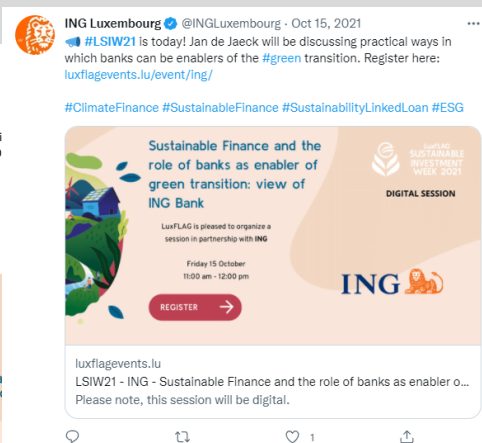 ING Luxembourg @INGLuxembourg · Oct 15, 2021 ...
#LSIW21 is today! Jan de Jaeck will be discussing practical ways in
which banks can be enablers of the #green transition. Register here:
luxflagevents.lu/event/ing/
#ClimateFinance #SustainableFinance #SustainabilityLinkedLoan #ESG
Sustainable Finance and the
role of banks as enabler of
green transition: view of
ING Bank
LuxFLAG is pleased to organize a
session in partnership with ING
Friday 15 October
11:00 am - 12:00 pm
REGISTER
LuxFLAG
SUSTAINABLE
INVESTMENT
WEEK 2021
DIGITAL SESSION
ING
luxflagevents.lu
LSIW21 - ING - Sustainable FInance and the role of banks as enabler o...
Please note, this session will be digital.
1